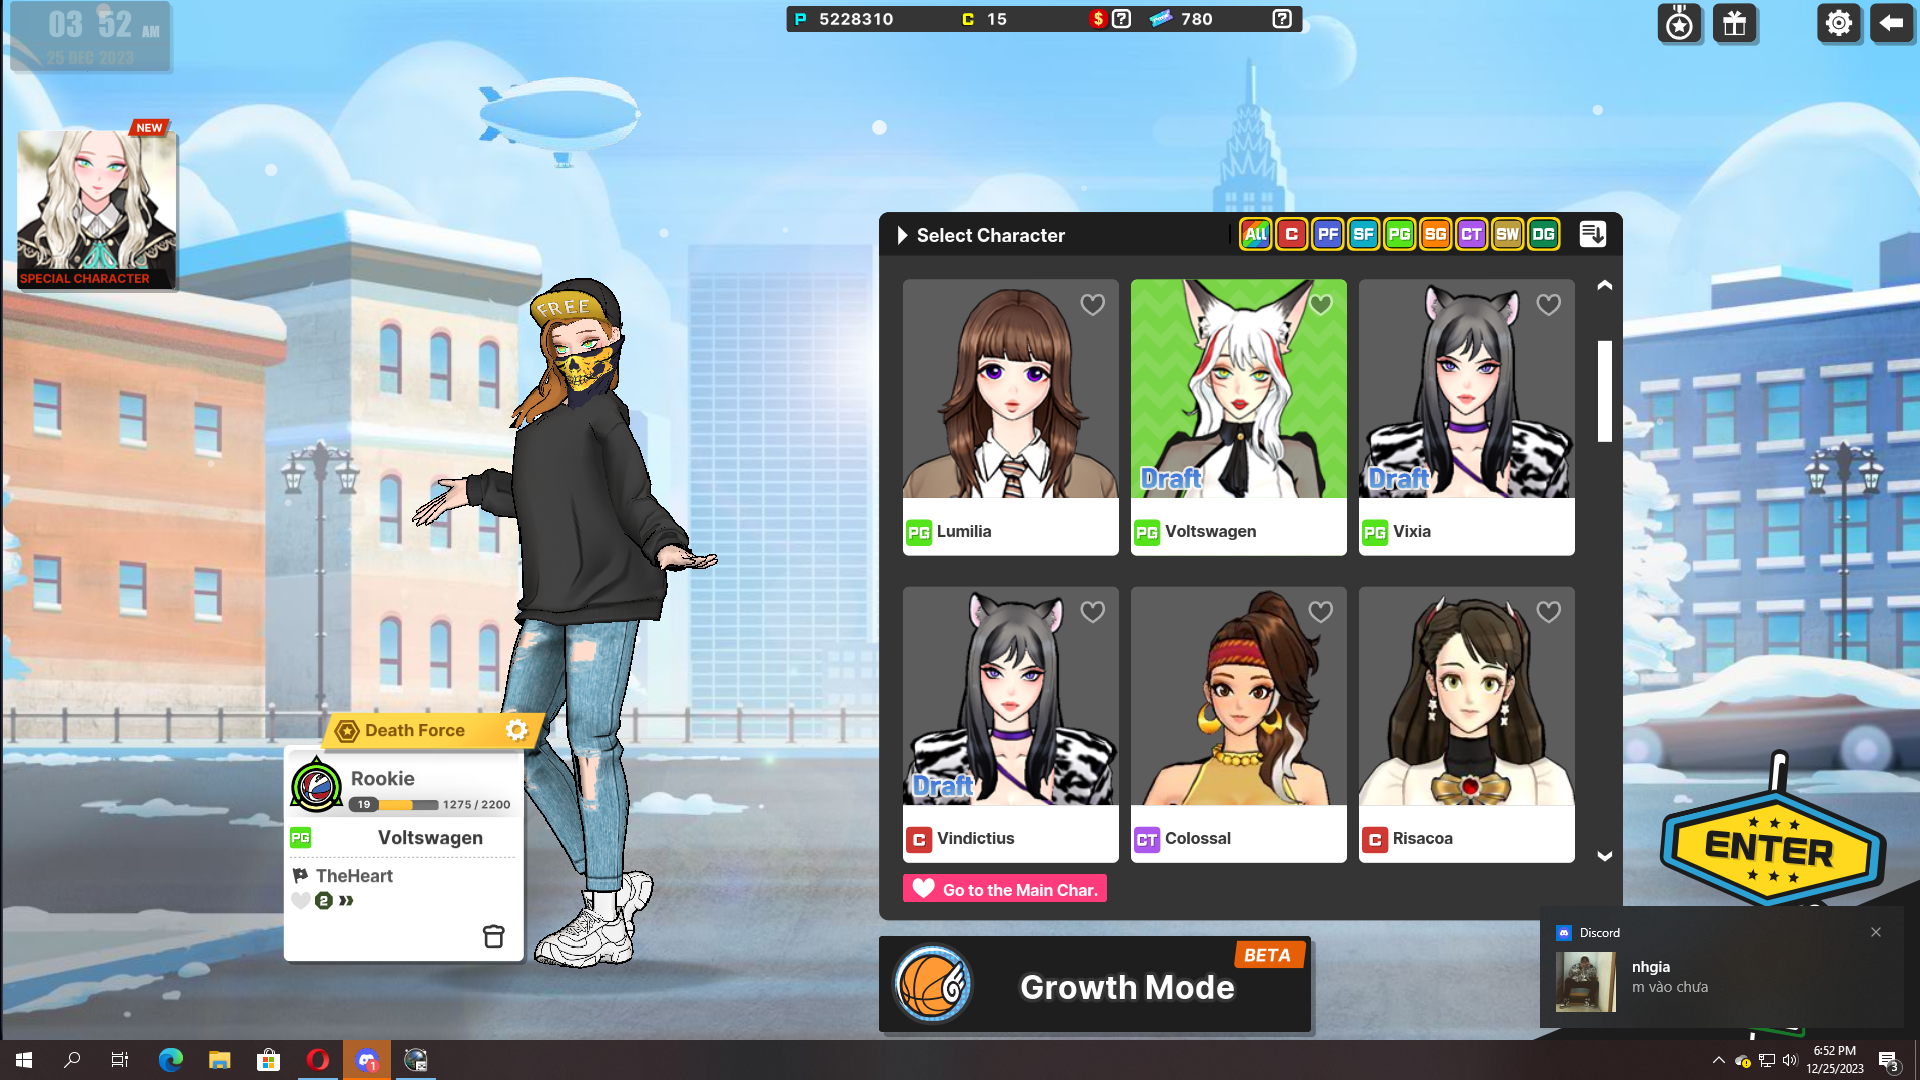 03 52 AM
25 DEC 2023
P 5228310
C 15
$ ?
780
?
NEW
SPECIAL CHARACTER
FREE
Select Character
All C PF SF PG SG CT SW DG
Draft
Draft
PG Lumilia
PG Voltswagen
PG Vixia
Draft
C Vindictius
CT Colossal
C Risacoa
Go to the Main Char.
Death Force
Rookie
19 1275 / 2200
PG Voltswagen
TheHeart
2
ENTER
BETA
Growth Mode
Discord
nhgia
m vào chưa
1
6:52 PM
12/25/2023
3